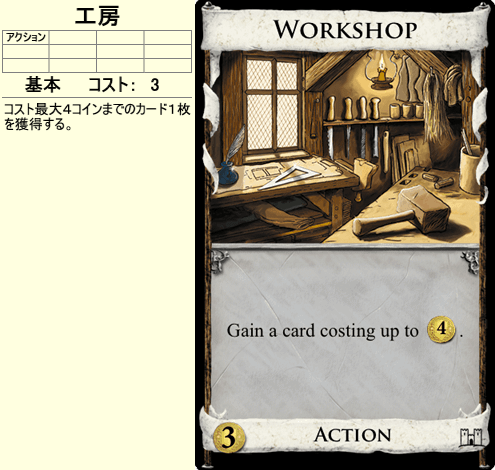 工房
アクション
基本 コスト: 3
コスト最大4コインまでのカード1枚
を獲得する。
WORKSHOP
Gain a card costing up to 4.
3 ACTION